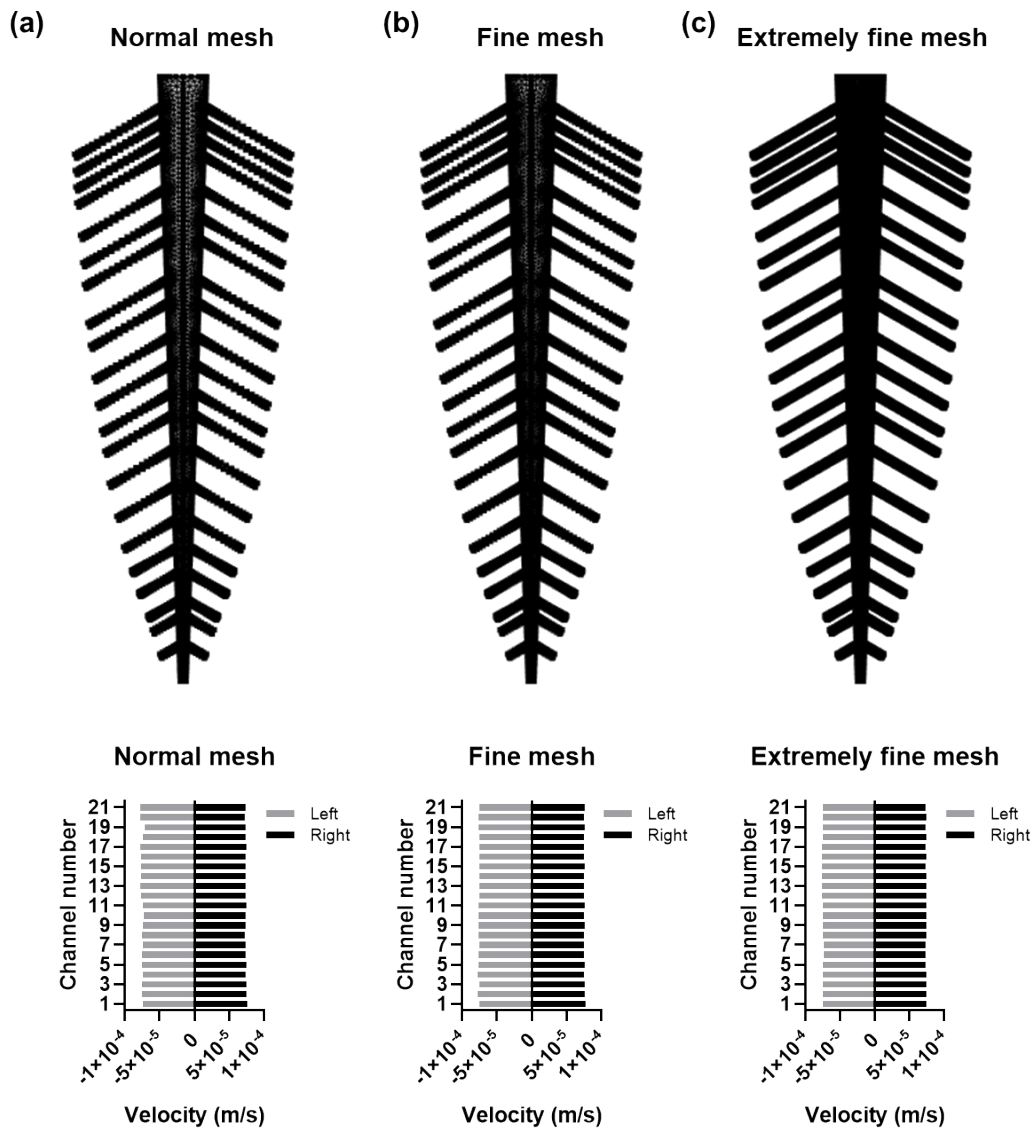 (a)
Normal mesh
(b)
Fine mesh
(c)
Extremely fine mesh
Normal mesh
Channel number
21
19
17
15
13
11
9
7
5
3
1
-1×10⁻⁴
-5×10⁻⁵
0
5×10⁻⁵
1×10⁻⁴
Velocity (m/s)
Left
Right
Fine mesh
Channel number
21
19
17
15
13
11
9
7
5
3
1
-1×10⁻⁴
-5×10⁻⁵
0
5×10⁻⁵
1×10⁻⁴
Velocity (m/s)
Left
Right
Extremely fine mesh
Channel number
21
19
17
15
13
11
9
7
5
3
1
-1×10⁻⁴
-5×10⁻⁵
0
5×10⁻⁵
1×10⁻⁴
Velocity (m/s)
Left
Right